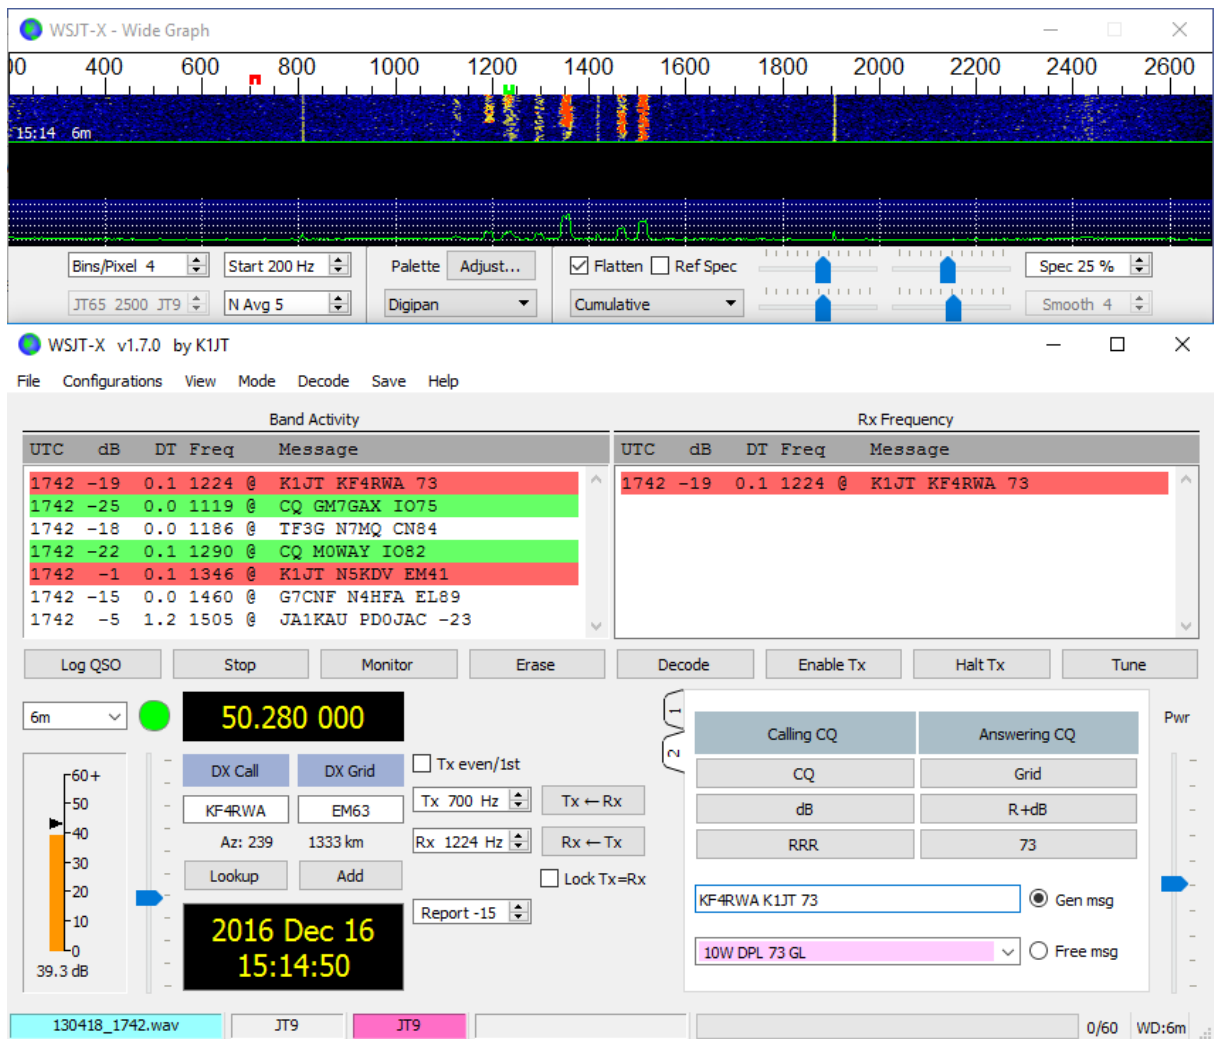 WSJT-X - Wide Graph
00 400 600 800 1000 1200 1400 1600 1800 2000 2200 2400 2600
15:14 6m
Bins/Pixel 4 Start 200 Hz Palette Adjust... Flatten Ref Spec Spec 25 %
JT65 2500 JT9 N Avg 5 Digipan Cumulative Smooth 4
WSJT-X v1.7.0 by K1JT
File Configurations View Mode Decode Save Help
Band Activity Rx Frequency
UTC dB DT Freq Message UTC dB DT Freq Message
1742 -19 0.1 1224 @ K1JT KF4RWA 73 1742 -19 0.1 1224 @ K1JT KF4RWA 73
1742 -25 0.0 1119 @ CQ GM7GAX IO75
1742 -18 0.0 1186 @ TF3G N7MQ CN84
1742 -22 0.1 1290 @ CQ M0WAY IO82
1742 -1 0.1 1346 @ K1JT N5KDV EM41
1742 -15 0.0 1460 @ G7CNF N4HFA EL89
1742 -5 1.2 1505 @ JA1KAU PD0JAC -23
Log QSO Stop Monitor Erase Decode Enable Tx Halt Tx Tune
6m 50.280 000 1 Pwr
2 Calling CQ Answering CQ
DX Call DX Grid Tx even/1st
60+ CQ Grid
50 KF4RWA EM63 Tx 700 Hz Tx ← Rx dB R+dB
40 Az: 239 1333 km Rx 1224 Hz Rx ← Tx RRR 73
30 Lookup Add Lock Tx=Rx
20 KF4RWA K1JT 73 Gen msg
10 2016 Dec 16 Report -15
0 15:14:50 10W DPL 73 GL Free msg
39.3 dB
130418_1742.wav JT9 JT9 0/60 WD:6m